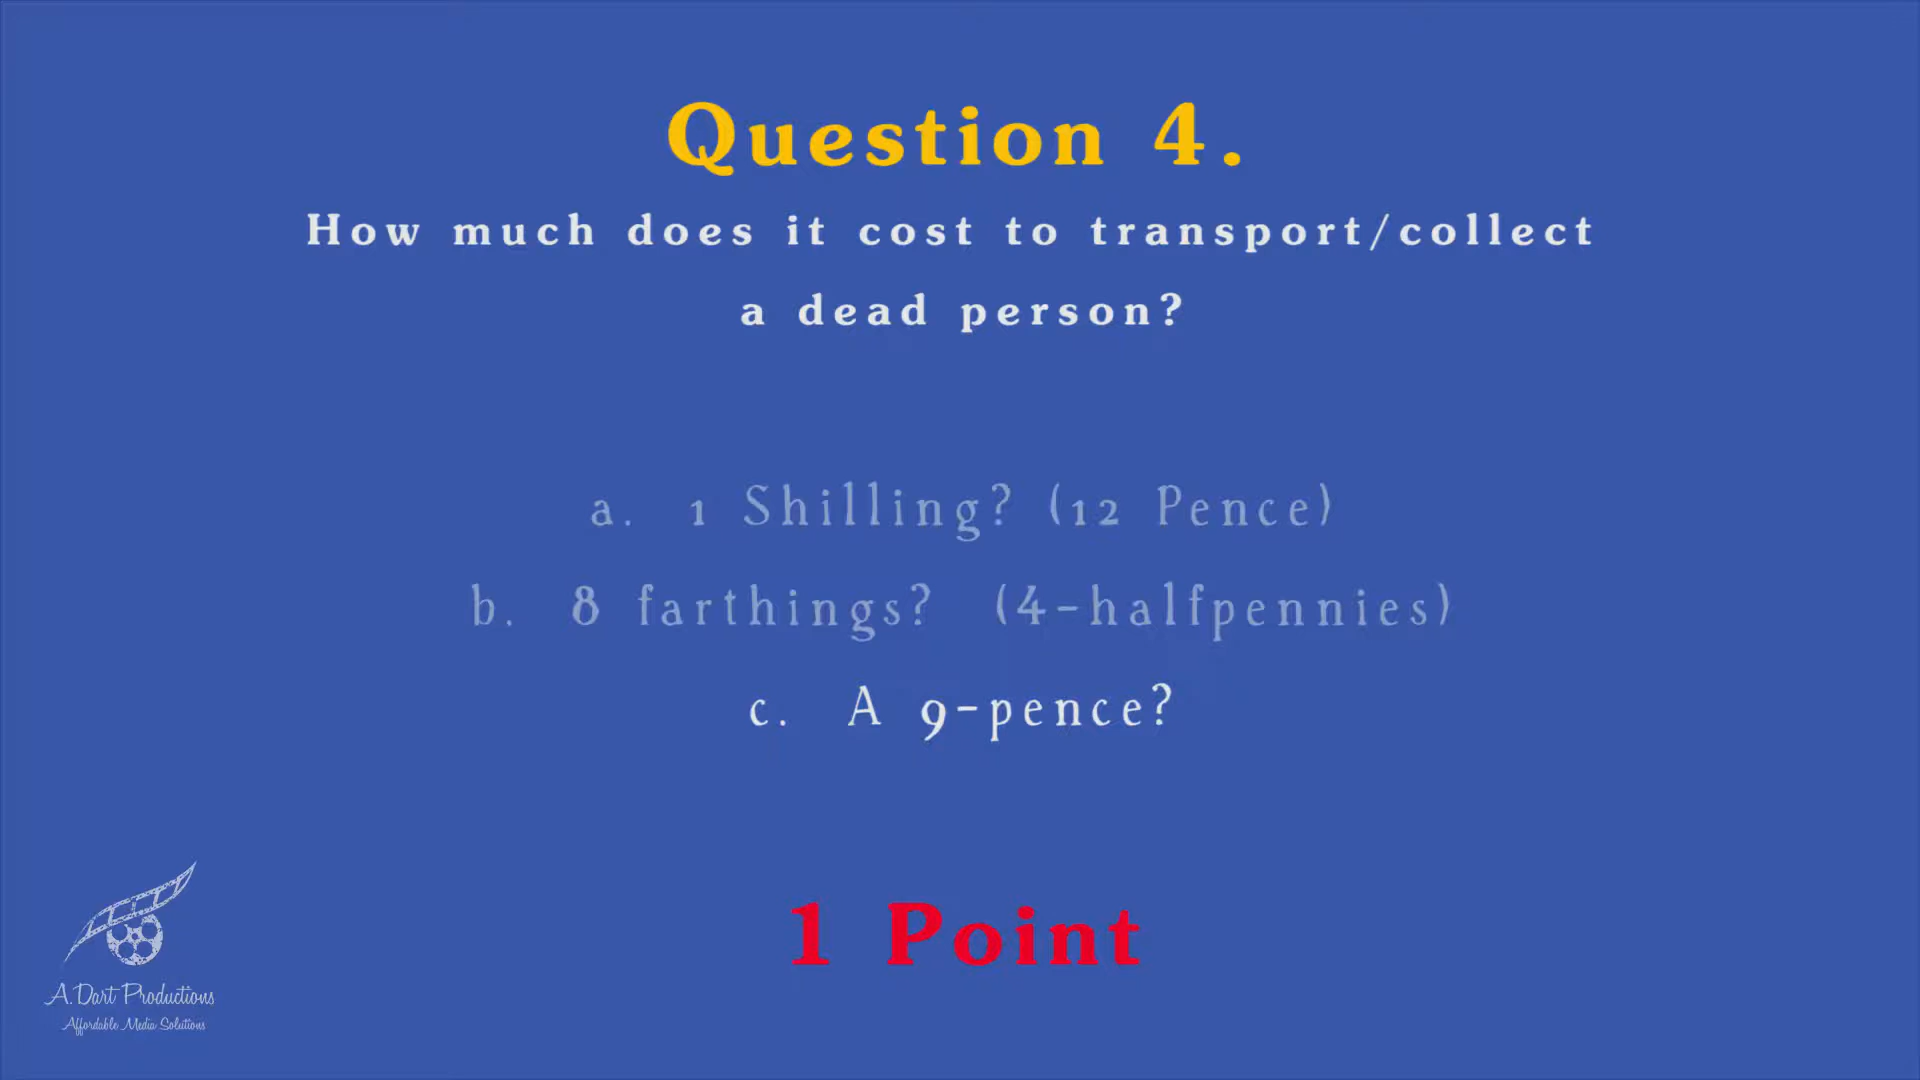 Question 4.
How much does it cost to transport/collect
a dead person?
a. 1 Shilling? (12 Pence)
b. 8 farthings? (4-halfpennies)
c. A 9-pence?
1 Point
A.Dart Productions
Affordable Media Solutions